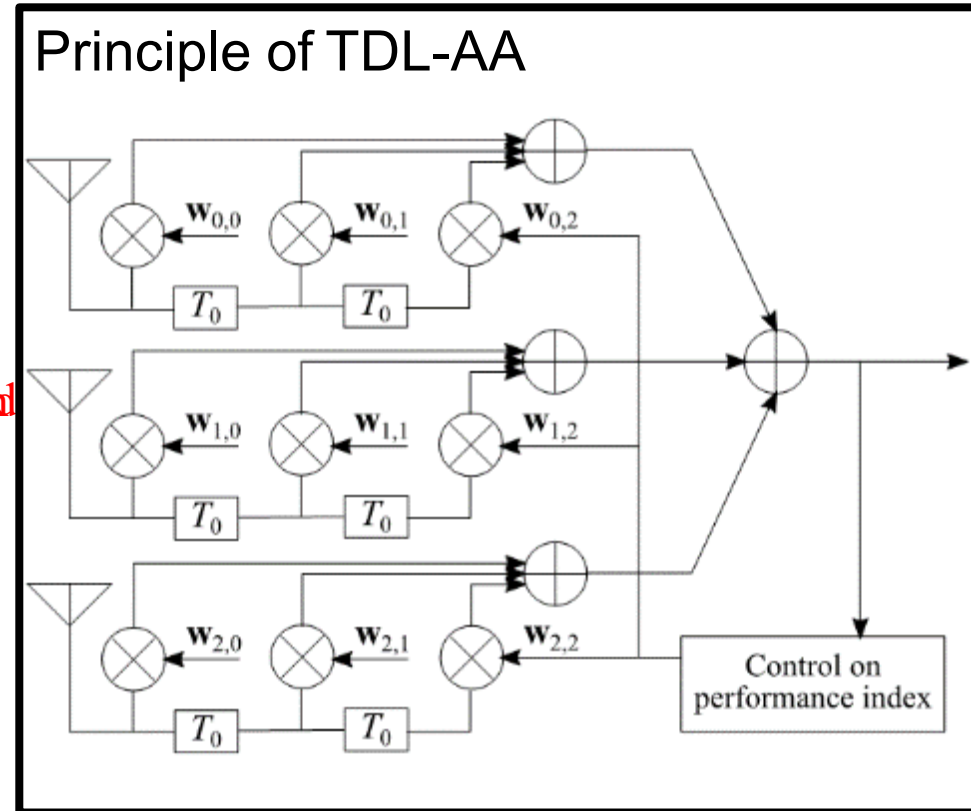 Principle of TDL-AA
w0,0 w0,1 w0,2
T0 T0
w1,0 w1,1 w1,2
T0 T0
w2,0 w2,1 w2,2
T0 T0
Control on
performance index